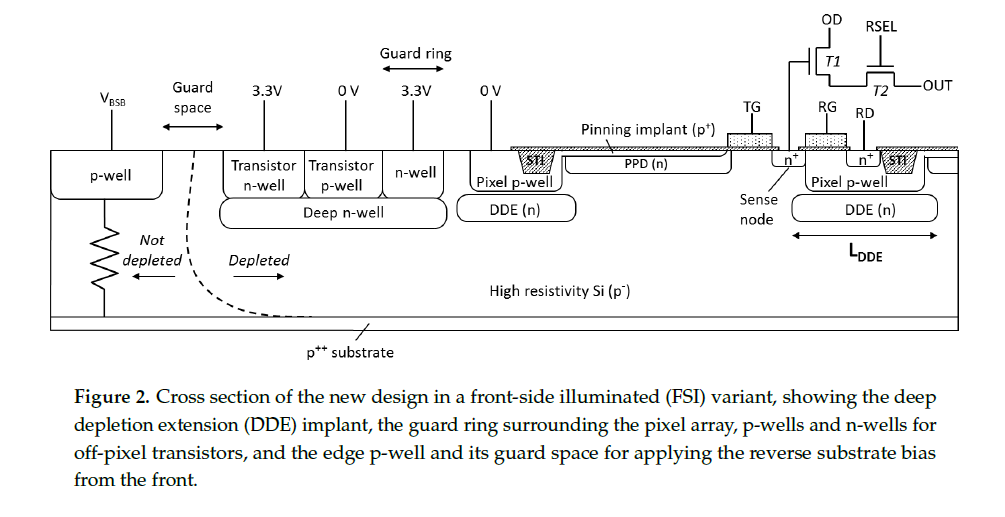 OD
RSEL
Guard ring
T1
Guard
space
V_BSB
3.3V
0 V
3.3V
0 V
T2
OUT
TG
RG
RD
Pinning implant (p⁺)
p-well
Transistor
n-well
Transistor
p-well
n-well
STI
PPD (n)
n⁺
n⁺
STI
Pixel p-well
Pixel p-well
Deep n-well
DDE (n)
Sense
node
DDE (n)
Not
depleted
Depleted
L_DDE
High resistivity Si (p⁻)
p⁺⁺ substrate
Figure 2. Cross section of the new design in a front-side illuminated (FSI) variant, showing the deep
depletion extension (DDE) implant, the guard ring surrounding the pixel array, p-wells and n-wells for
off-pixel transistors, and the edge p-well and its guard space for applying the reverse substrate bias
from the front.